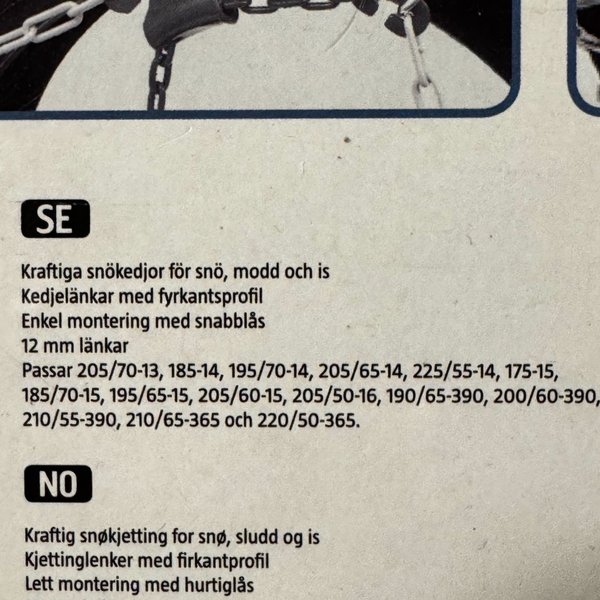 SE
Kraftiga snökedjor för snö, modd och is
Kedjelänkar med fyrkantsprofil
Enkel montering med snabblås
12 mm länkar
Passar 205/70-13, 185-14, 195/70-14, 205/65-14, 225/55-14, 175-15,
185/70-15, 195/65-15, 205/60-15, 205/50-16, 190/65-390, 200/60-390,
210/55-390, 210/65-365 och 220/50-365.
NO
Kraftig snøkjetting for snø, sludd og is
Kjettinglenker med firkantprofil
Lett montering med hurtiglås